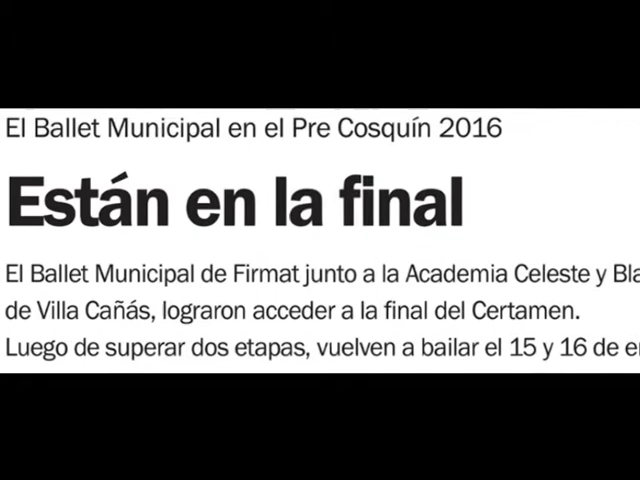 El Ballet Municipal en el Pre Cosquín 2016
Están en la final
El Ballet Municipal de Firmat junto a la Academia Celeste y Bla
de Villa Cañás, lograron acceder a la final del Certamen.
Luego de superar dos etapas, vuelven a bailar el 15 y 16 de e